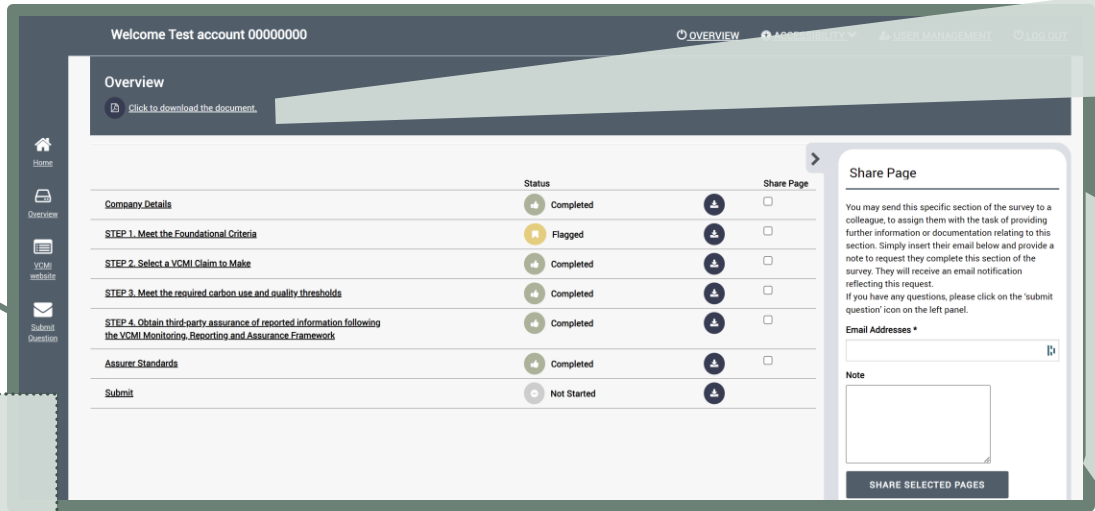 Welcome Test account 00000000
OVERVIEW
ACCESSIBILITY
USER MANAGEMENT
LOG OUT
Overview
Click to download the document.
Home
Overview
VCMI
website
Submit
Question
Status
Share Page
Company Details
Completed
STEP 1. Meet the Foundational Criteria
Flagged
STEP 2. Select a VCMI Claim to Make
Completed
STEP 3. Meet the required carbon use and quality thresholds
Completed
STEP 4. Obtain third-party assurance of reported information following
the VCMI Monitoring, Reporting and Assurance Framework
Completed
Assurer Standards
Completed
Submit
Not Started
Share Page
You may send this specific section of the survey to a
colleague, to assign them with the task of providing
further information or documentation relating to this
section. Simply insert their email below and provide a
note to request they complete this section of the
survey. They will receive an email notification
reflecting this request.
If you have any questions, please click on the 'submit
question' icon on the left panel.
Email Addresses *
Note
SHARE SELECTED PAGES